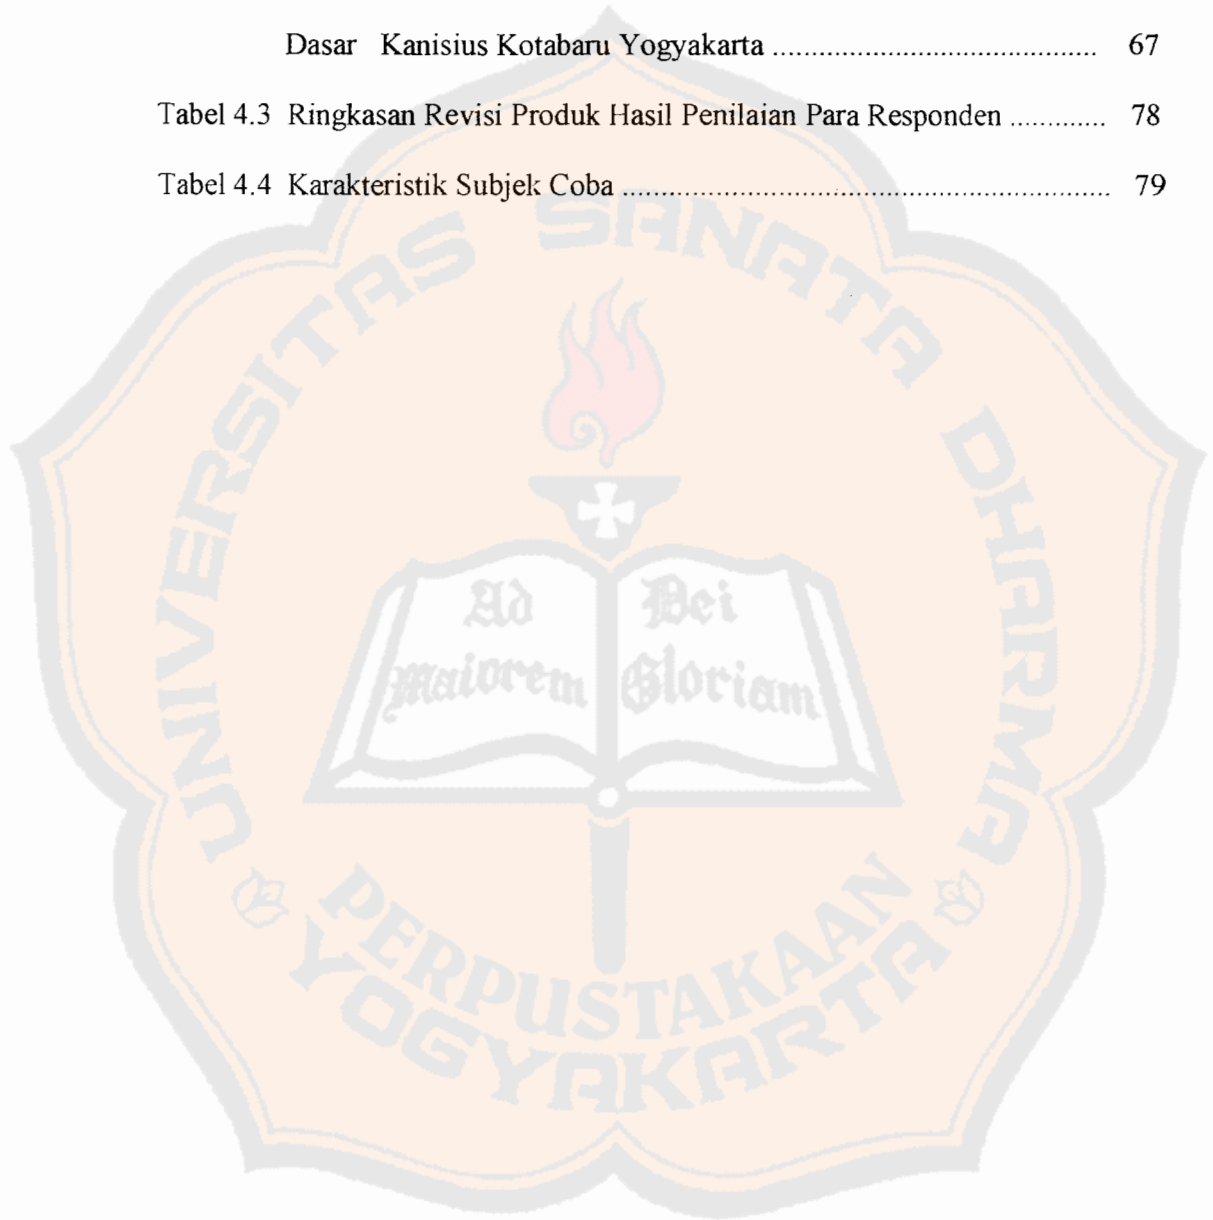 Dasar Kanisius Kotabaru Yogyakarta ................................... 67
Tabel 4.3 Ringkasan Revisi Produk Hasil Penilaian Para Responden ............. 78
Tabel 4.4 Karakteristik Subjek Coba ..................................................... 79
UNIVERSITAS SANATA DHARMA
Ad Maiorem
Dei Gloriam
PERPUSTAKAAN
YOGYAKARTA